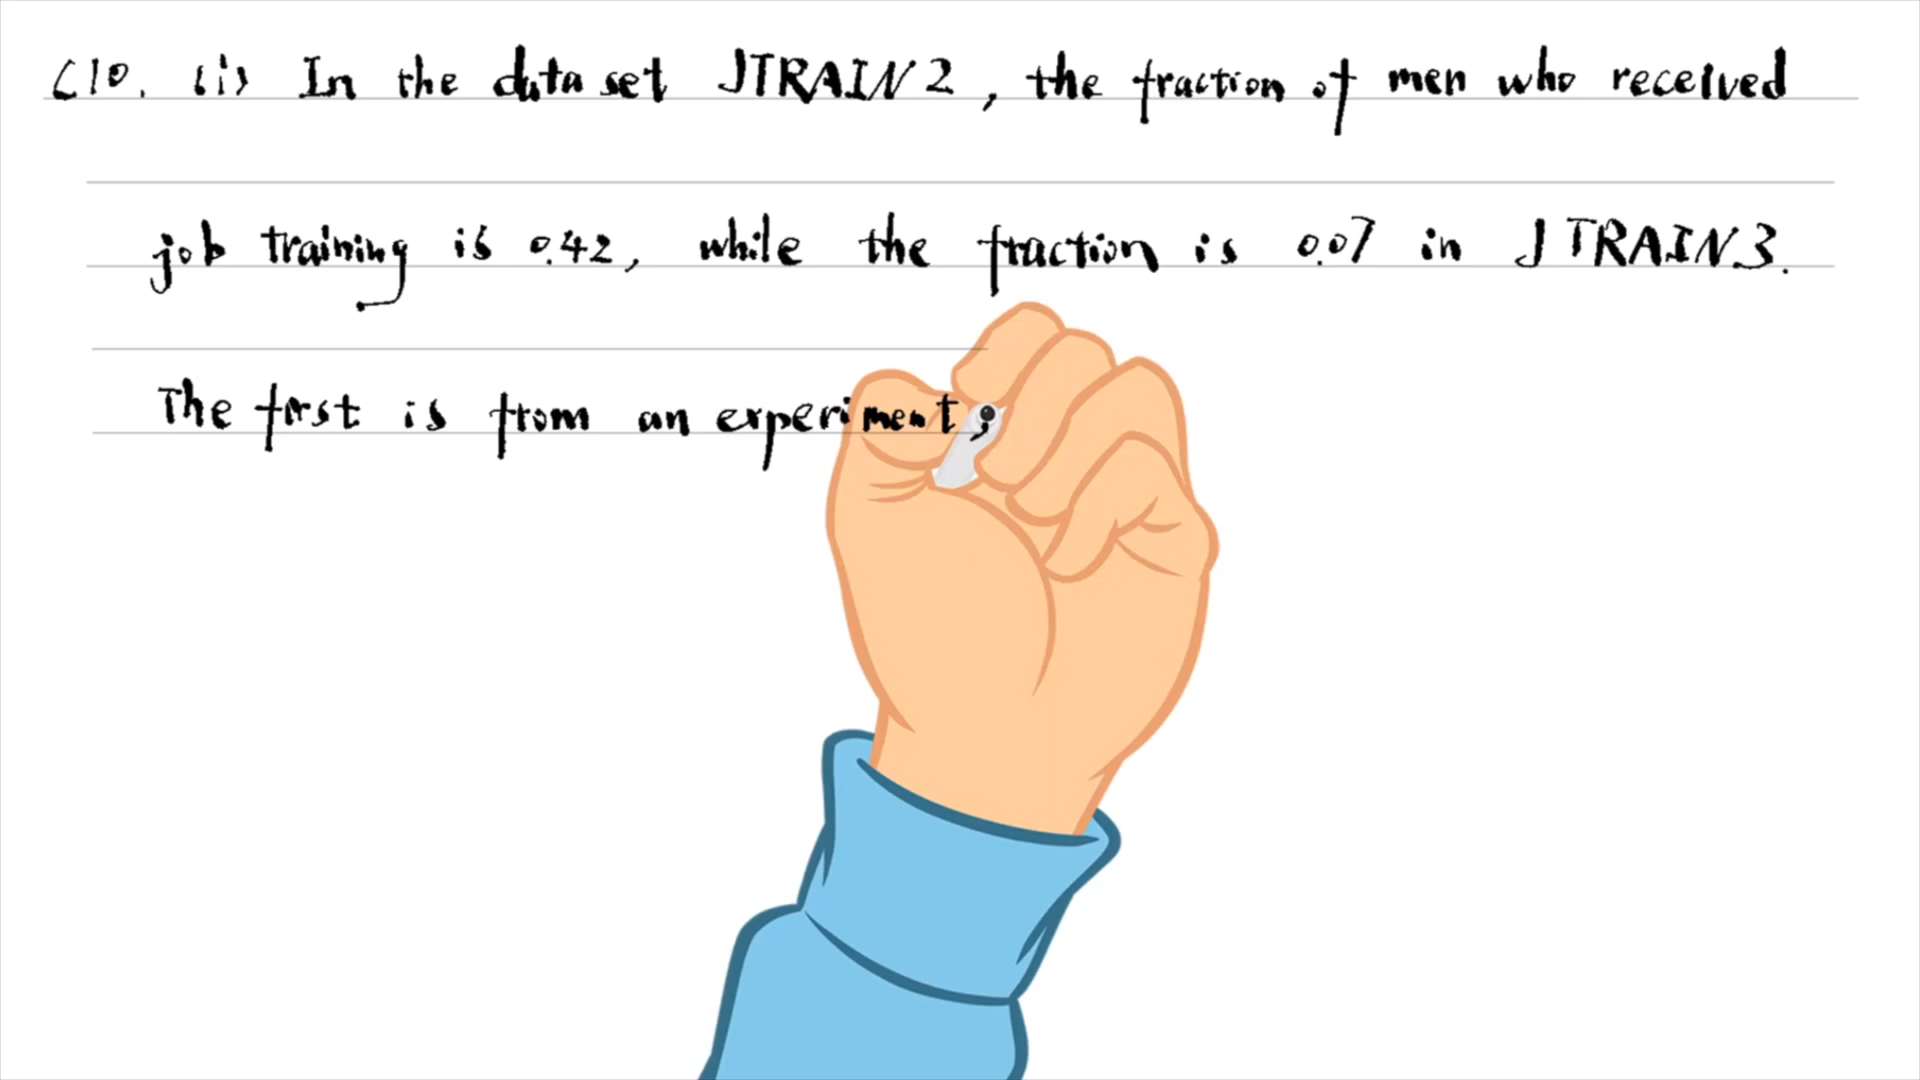 C10. (i) In the data set JTRAIN2, the fraction of men who received
job training is 0.42, while the fraction is 0.07 in JTRAIN3.
The first is from an experiment;